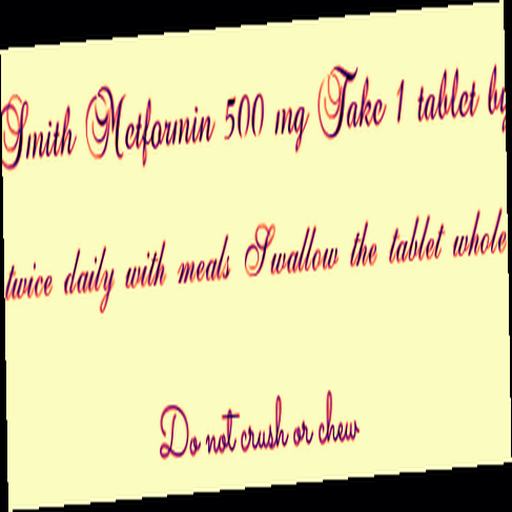 Smith Metformin 500 mg Take 1 tablet by
twice daily with meals Swallow the tablet whole
Do not crush or chew